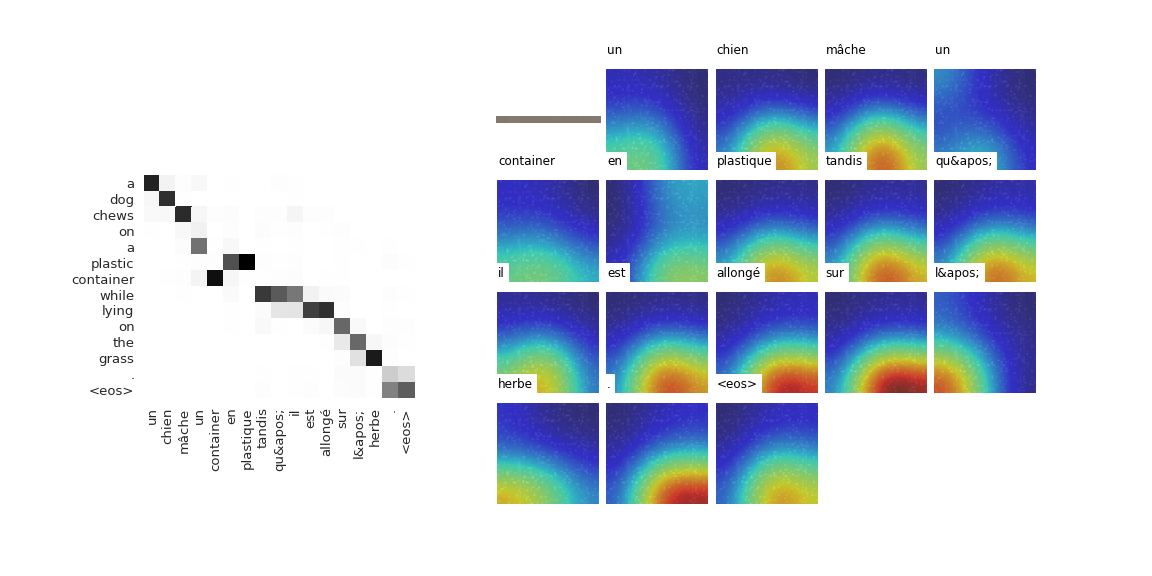 a
dog
chews
on
a
plastic
container
while
lying
on
the
grass
.
<eos>
un
chien
mâche
un
container
en
plastique
tandis
qu&apos;
il
est
allongé
sur
l&apos;
herbe
.
<eos>
un chien mâche un
container en plastique tandis qu&apos;
il est allongé sur l&apos;
herbe . <eos>